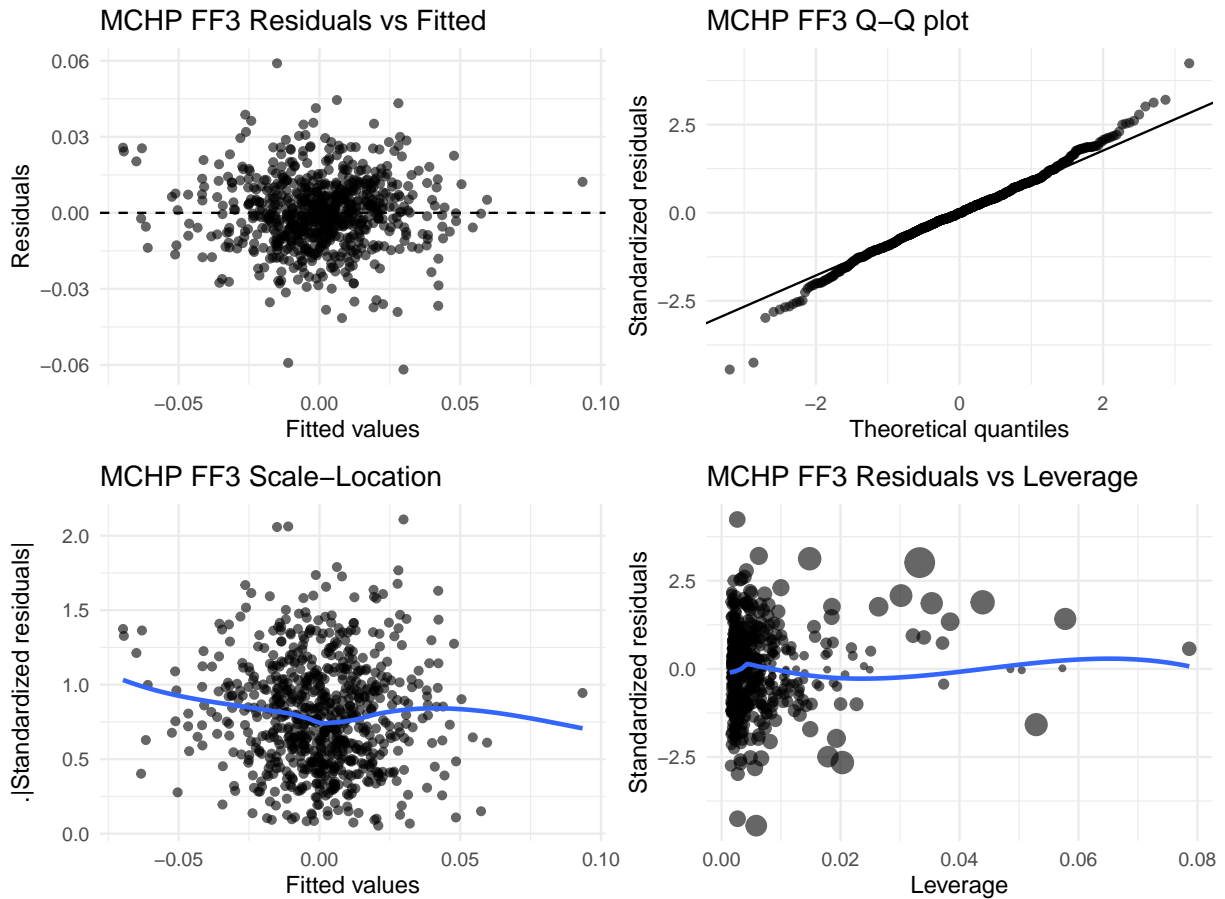 MCHP FF3 Residuals vs Fitted
0.06
0.03
0.00
−0.03
−0.06
Residuals
−0.05
0.00
0.05
0.10
Fitted values
MCHP FF3 Q−Q plot
2.5
0.0
−2.5
Standardized residuals
−2
0
2
Theoretical quantiles
MCHP FF3 Scale−Location
2.0
1.5
1.0
0.5
0.0
·|Standardized residuals|
−0.05
0.00
0.05
0.10
Fitted values
MCHP FF3 Residuals vs Leverage
2.5
0.0
−2.5
Standardized residuals
0.00
0.02
0.04
0.06
0.08
Leverage